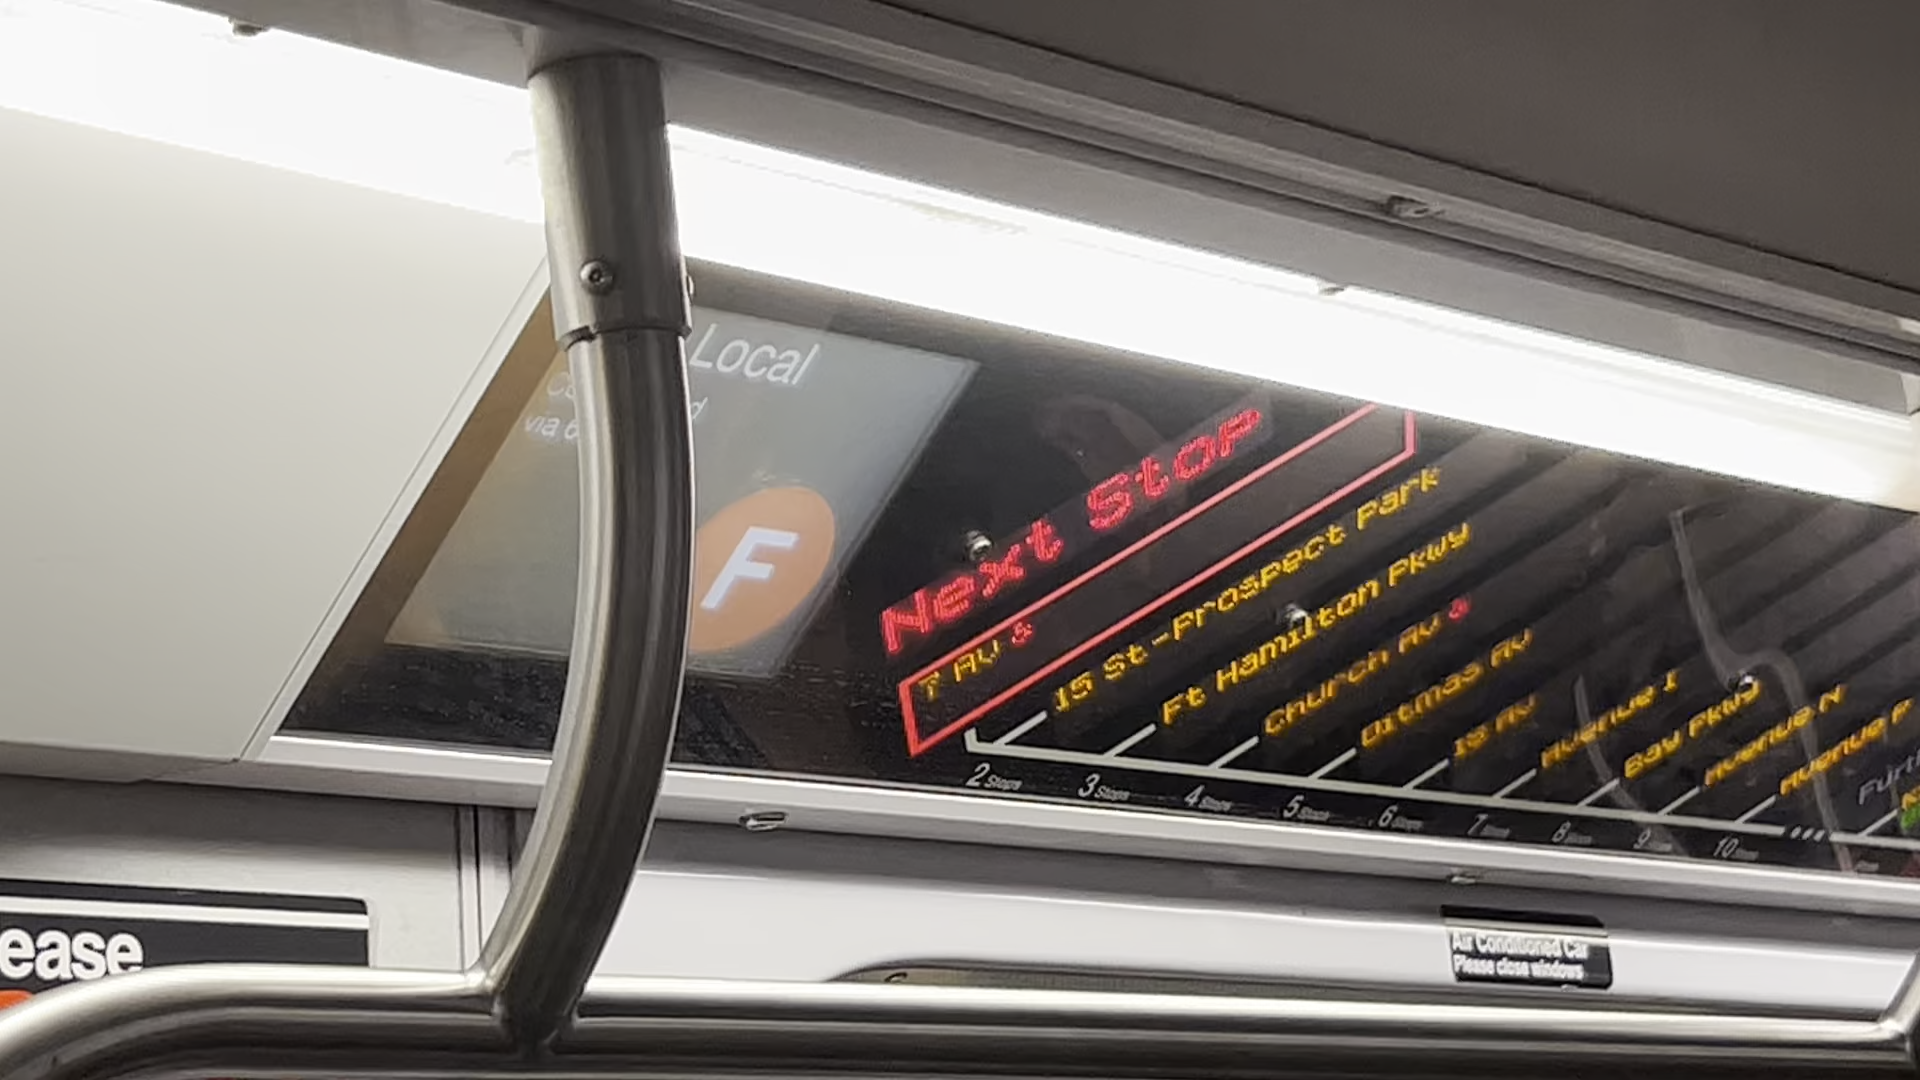 Local
via 6
F
Next Stop
7 Av
15 St-Prospect Park
Ft Hamilton Pkwy
Church Av
Ditmas Av
18 Av
Avenue I
Bay Pkwy
Avenue N
Avenue P
2 Stops
3 Stops
4 Stops
5 Stops
6 Stops
7 Stops
8
9
10
ease
Air Conditioned Car
Please close windows